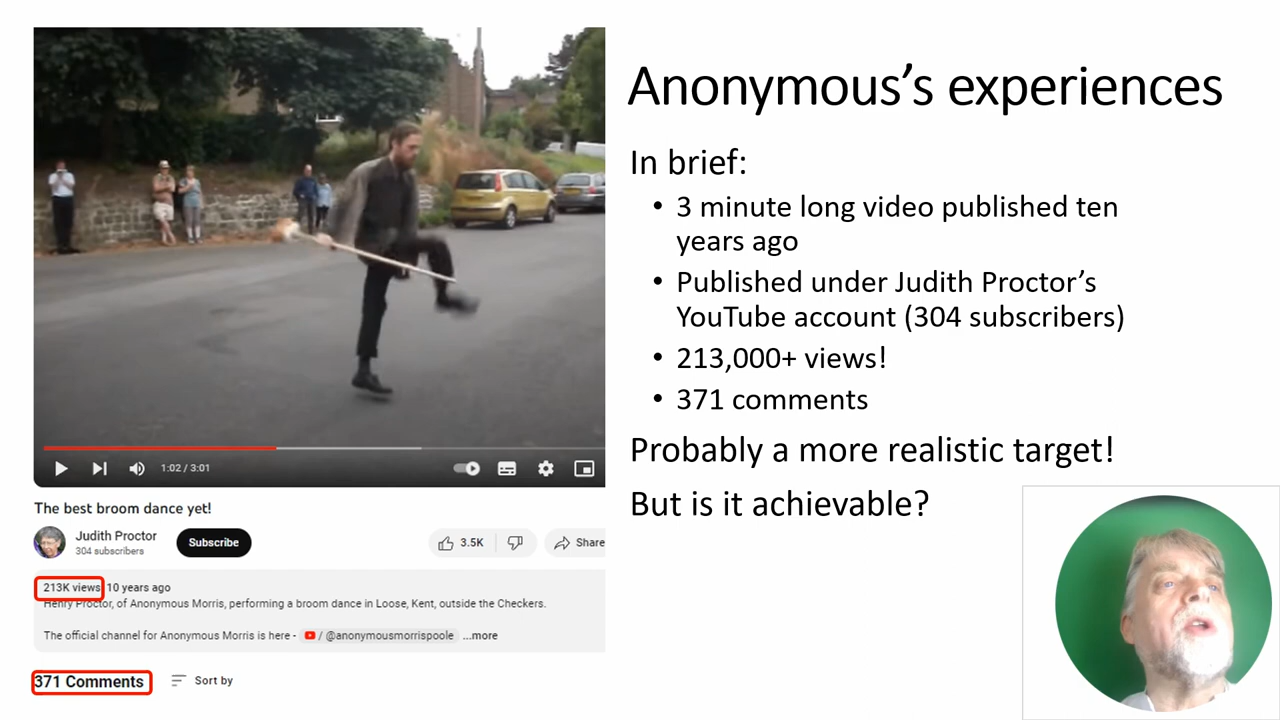 Anonymous's experiences
In brief:
• 3 minute long video published ten
years ago
• Published under Judith Proctor's
YouTube account (304 subscribers)
• 213,000+ views!
• 371 comments
Probably a more realistic target!
But is it achievable?
1:02 / 3:01
The best broom dance yet!
Judith Proctor
304 subscribers
Subscribe
3.5K
Share
213K views 10 years ago
Henry Proctor, of Anonymous Morris, performing a broom dance in Loose, Kent, outside the Checkers.
The official channel for Anonymous Morris is here - / @anonymousmorrispoole ...more
371 Comments
Sort by